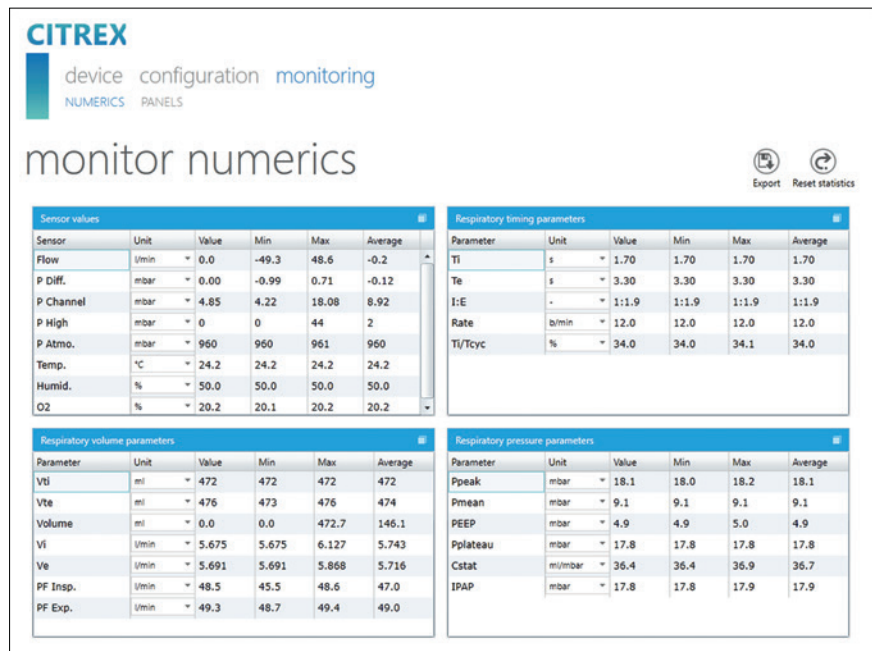 CITREX
device configuration monitoring
NUMERICS PANELS
monitor numerics
Export Reset statistics
Sensor values
Sensor Unit Value Min Max Average
Flow l/min 0.0 -49.3 48.6 -0.2
P Diff. mbar 0.00 -0.99 0.71 -0.12
P Channel mbar 4.85 4.22 18.08 8.92
P High mbar 0 0 44 2
P Atmo. mbar 960 960 961 960
Temp. °C 24.2 24.2 24.2 24.2
Humid. % 50.0 50.0 50.0 50.0
O2 % 20.2 20.1 20.2 20.2
Respiratory timing parameters
Parameter Unit Value Min Max Average
Ti s 1.70 1.70 1.70 1.70
Te s 3.30 3.30 3.30 3.30
I:E - 1:1.9 1:1.9 1:1.9 1:1.9
Rate b/min 12.0 12.0 12.0 12.0
Ti/Tcyc % 34.0 34.0 34.1 34.0
Respiratory volume parameters
Parameter Unit Value Min Max Average
Vti ml 472 472 472 472
Vte ml 476 473 476 474
Volume ml 0.0 0.0 472.7 146.1
Vi l/min 5.675 5.675 6.127 5.743
Ve l/min 5.691 5.691 5.868 5.716
PF Insp. l/min 48.5 45.5 48.6 47.0
PF Exp. l/min 49.3 48.7 49.4 49.0
Respiratory pressure parameters
Parameter Unit Value Min Max Average
Ppeak mbar 18.1 18.0 18.2 18.1
Pmean mbar 9.1 9.1 9.1 9.1
PEEP mbar 4.9 4.9 5.0 4.9
Pplateau mbar 17.8 17.8 17.8 17.8
Cstat ml/mbar 36.4 36.4 36.9 36.7
IPAP mbar 17.8 17.8 17.9 17.9